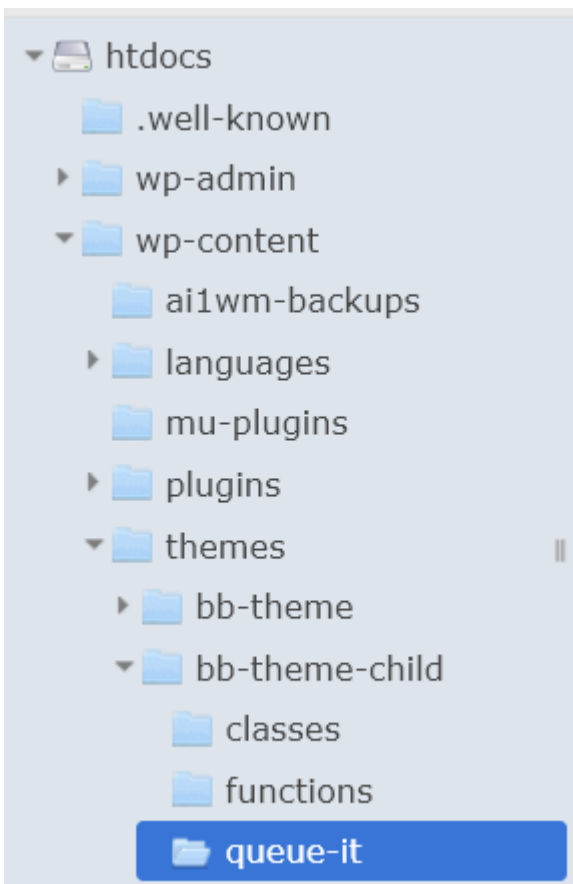 htdocs
.well-known
wp-admin
wp-content
ai1wm-backups
languages
mu-plugins
plugins
themes
bb-theme
bb-theme-child
classes
functions
queue-it